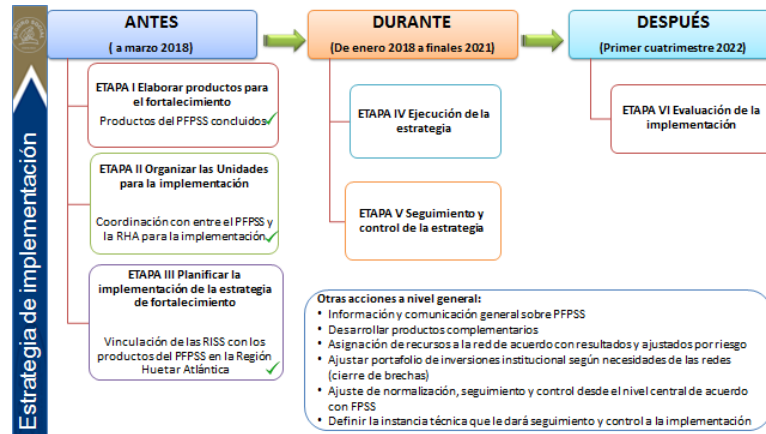 Estrategia de implementación
ANTES
( a marzo 2018)
ETAPA I Elaborar productos para
el fortalecimiento
Productos del PFPSS concluidos
ETAPA II Organizar las Unidades
para la implementación
Coordinación con entre el PFPSS y
la RHA para la implementación
ETAPA III Planificar la
implementación de la estrategia
de fortalecimiento
Vinculación de las RISS con los
productos del PFPSS en la Región
Huetar Atlántica
DURANTE
(De enero 2018 a finales 2021)
ETAPA IV Ejecución de la
estrategia
ETAPA V Seguimiento y
control de la estrategia
DESPUÉS
(Primer cuatrimestre 2022)
ETAPA VI Evaluación de la
implementación
Otras acciones a nivel general:
• Información y comunicación general sobre PFPSS
• Desarrollar productos complementarios
• Asignación de recursos a la red de acuerdo con resultados y ajustados por riesgo
• Ajustar portafolio de inversiones institucional según necesidades de las redes
(cierre de brechas)
• Ajuste de normalización, seguimiento y control desde el nivel central de acuerdo
con FPSS
• Definir la instancia técnica que le dará seguimiento y control a la implementación